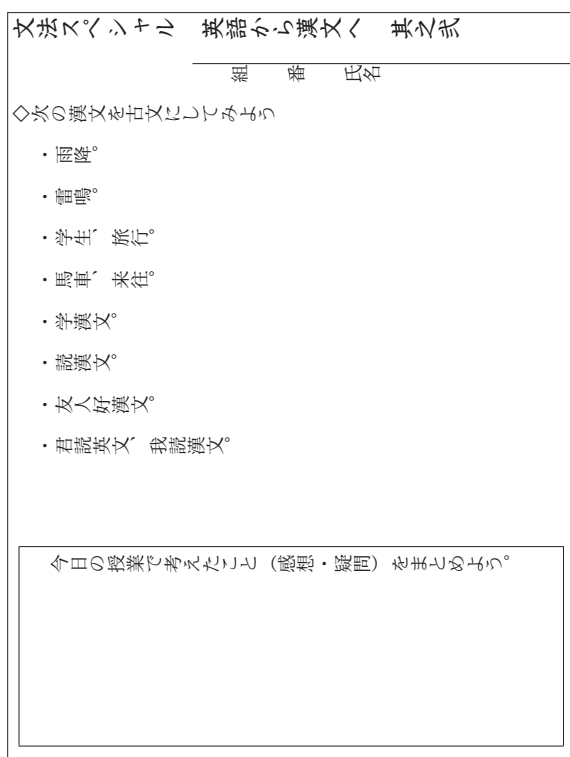 文法スペシャル 英語から漢文へ 其之弐
組 番 氏名
◇次の漢文を古文にしてみよう
・雨降。
・雷鳴。
・学生、旅行。
・馬車、来往。
・学漢文。
・読漢文。
・友人好漢文。
・君読英文、我読漢文。
今日の授業で考えたこと（感想・疑問）をまとめよう。